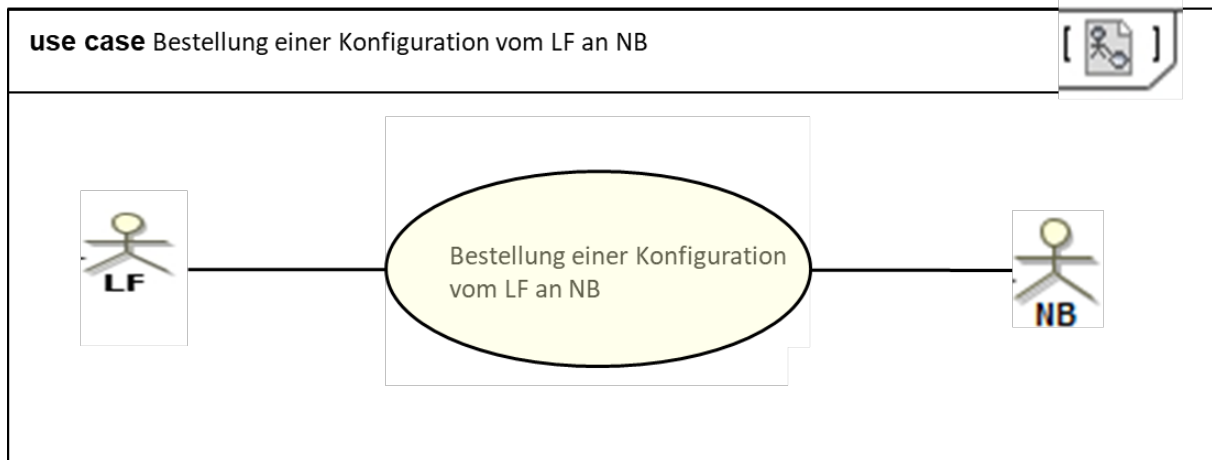 use case Bestellung einer Konfiguration vom LF an NB
[ ]
LF
Bestellung einer Konfiguration
vom LF an NB
NB